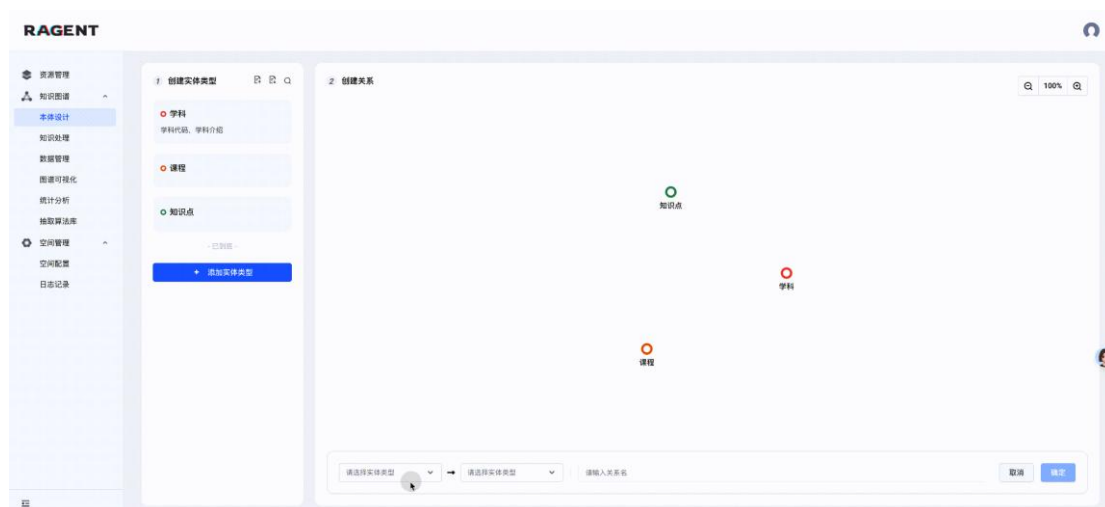 RAGENT
资源管理
知识图谱
本体设计
知识处理
数据管理
图谱可视化
统计分析
抽取算法库
空间管理
空间配置
日志记录
1 创建实体类型
学科
学科代码、学科介绍
课程
知识点
- 已到底 -
+ 添加实体类型
2 创建关系
100%
知识点
学科
课程
请选择实体类型 → 请选择实体类型 请输入关系名 取消 确定